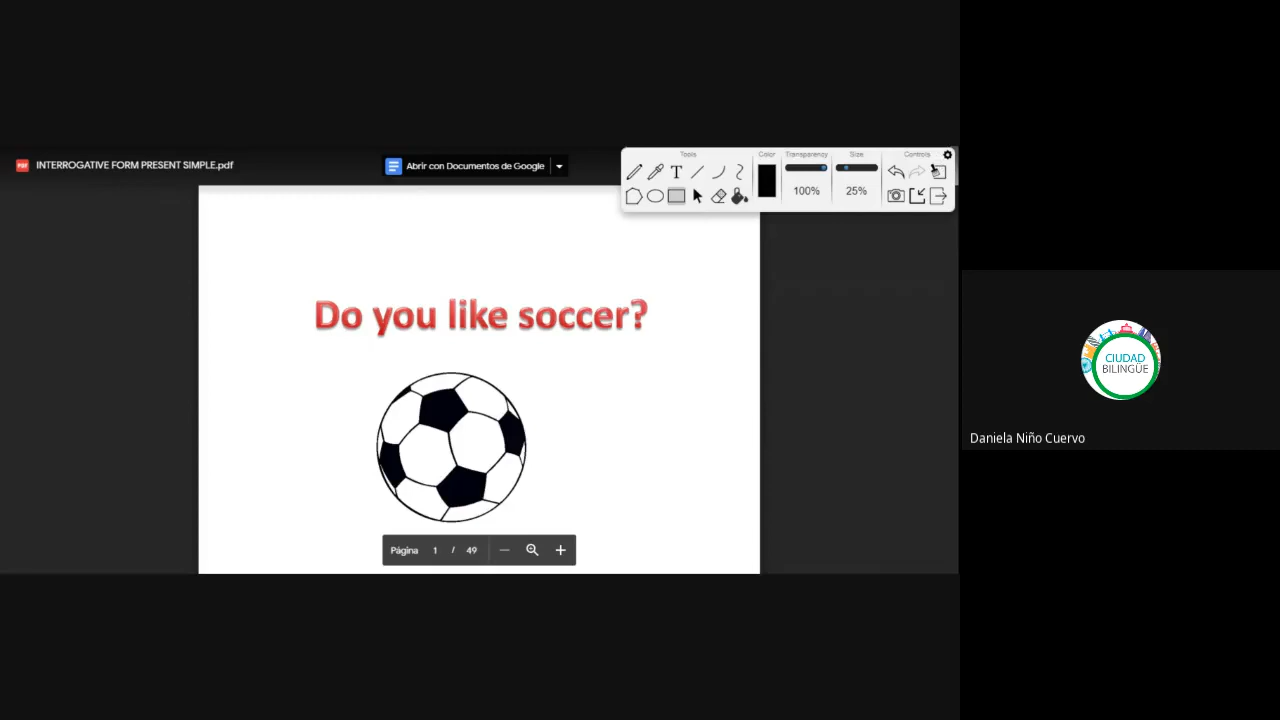 INTERROGATIVE FORM PRESENT SIMPLE.pdf
Abrir con Documentos de Google
Tools
Color
Transparency
Size
Controls
100%
25%
Do you like soccer?
Página 1 / 49
CIUDAD
BILINGÜE
Daniela Niño Cuervo